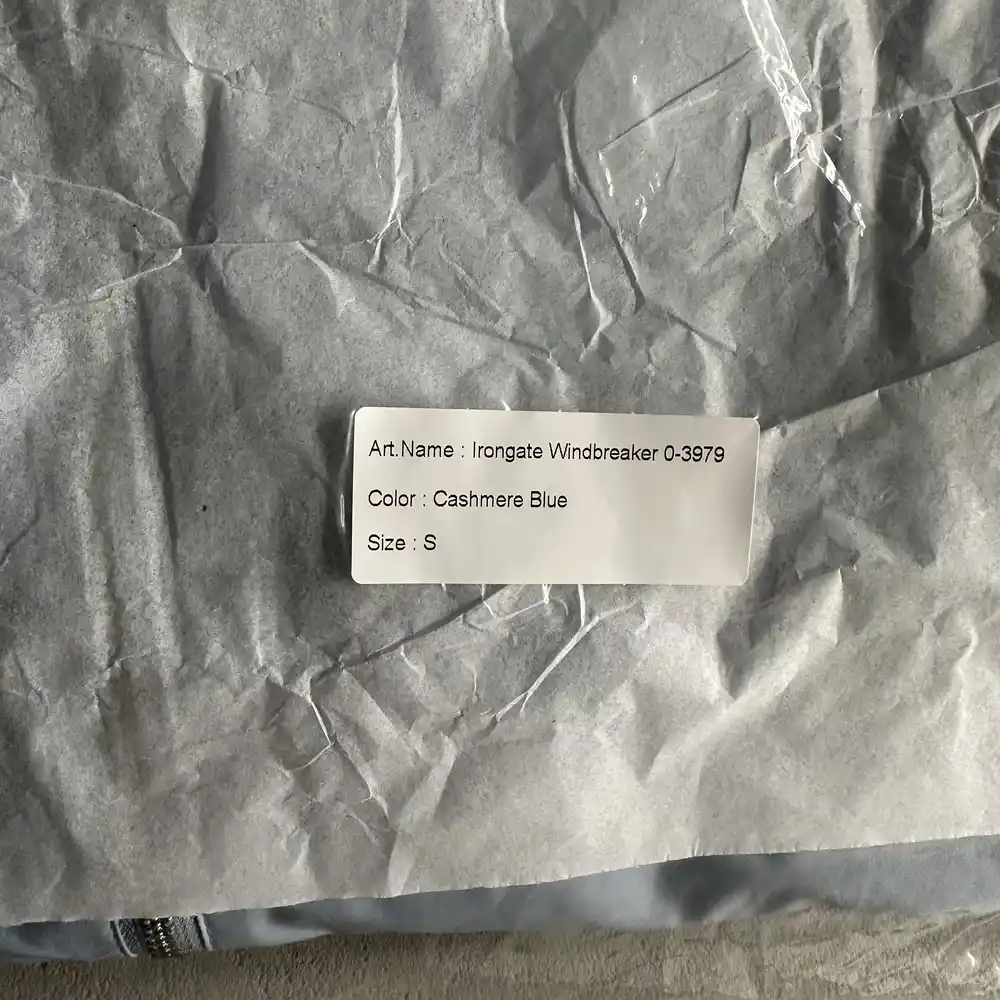 Art.Name : Irongate Windbreaker 0-3979
Color : Cashmere Blue
Size : S